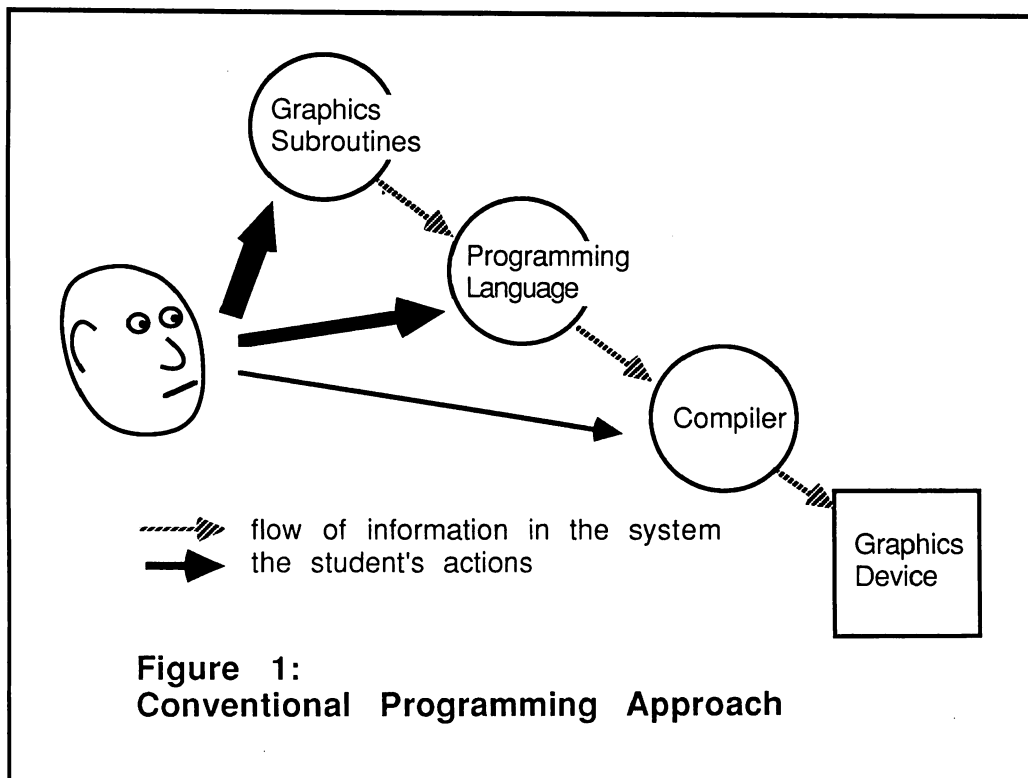 Graphics
Subroutines
Programming
Language
Compiler
Graphics
Device
flow of information in the system
the student's actions
Figure 1:
Conventional Programming Approach